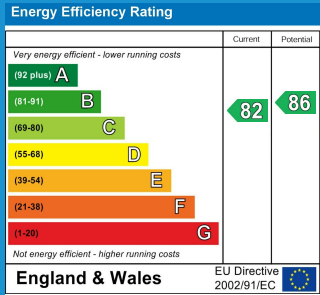 Energy Efficiency Rating
Current Potential
Very energy efficient - lower running costs
(92 plus) A
(81-91) B
82 86
(69-80) C
(55-68) D
(39-54) E
(21-38) F
(1-20) G
Not energy efficient - higher running costs
England & Wales
EU Directive
2002/91/EC